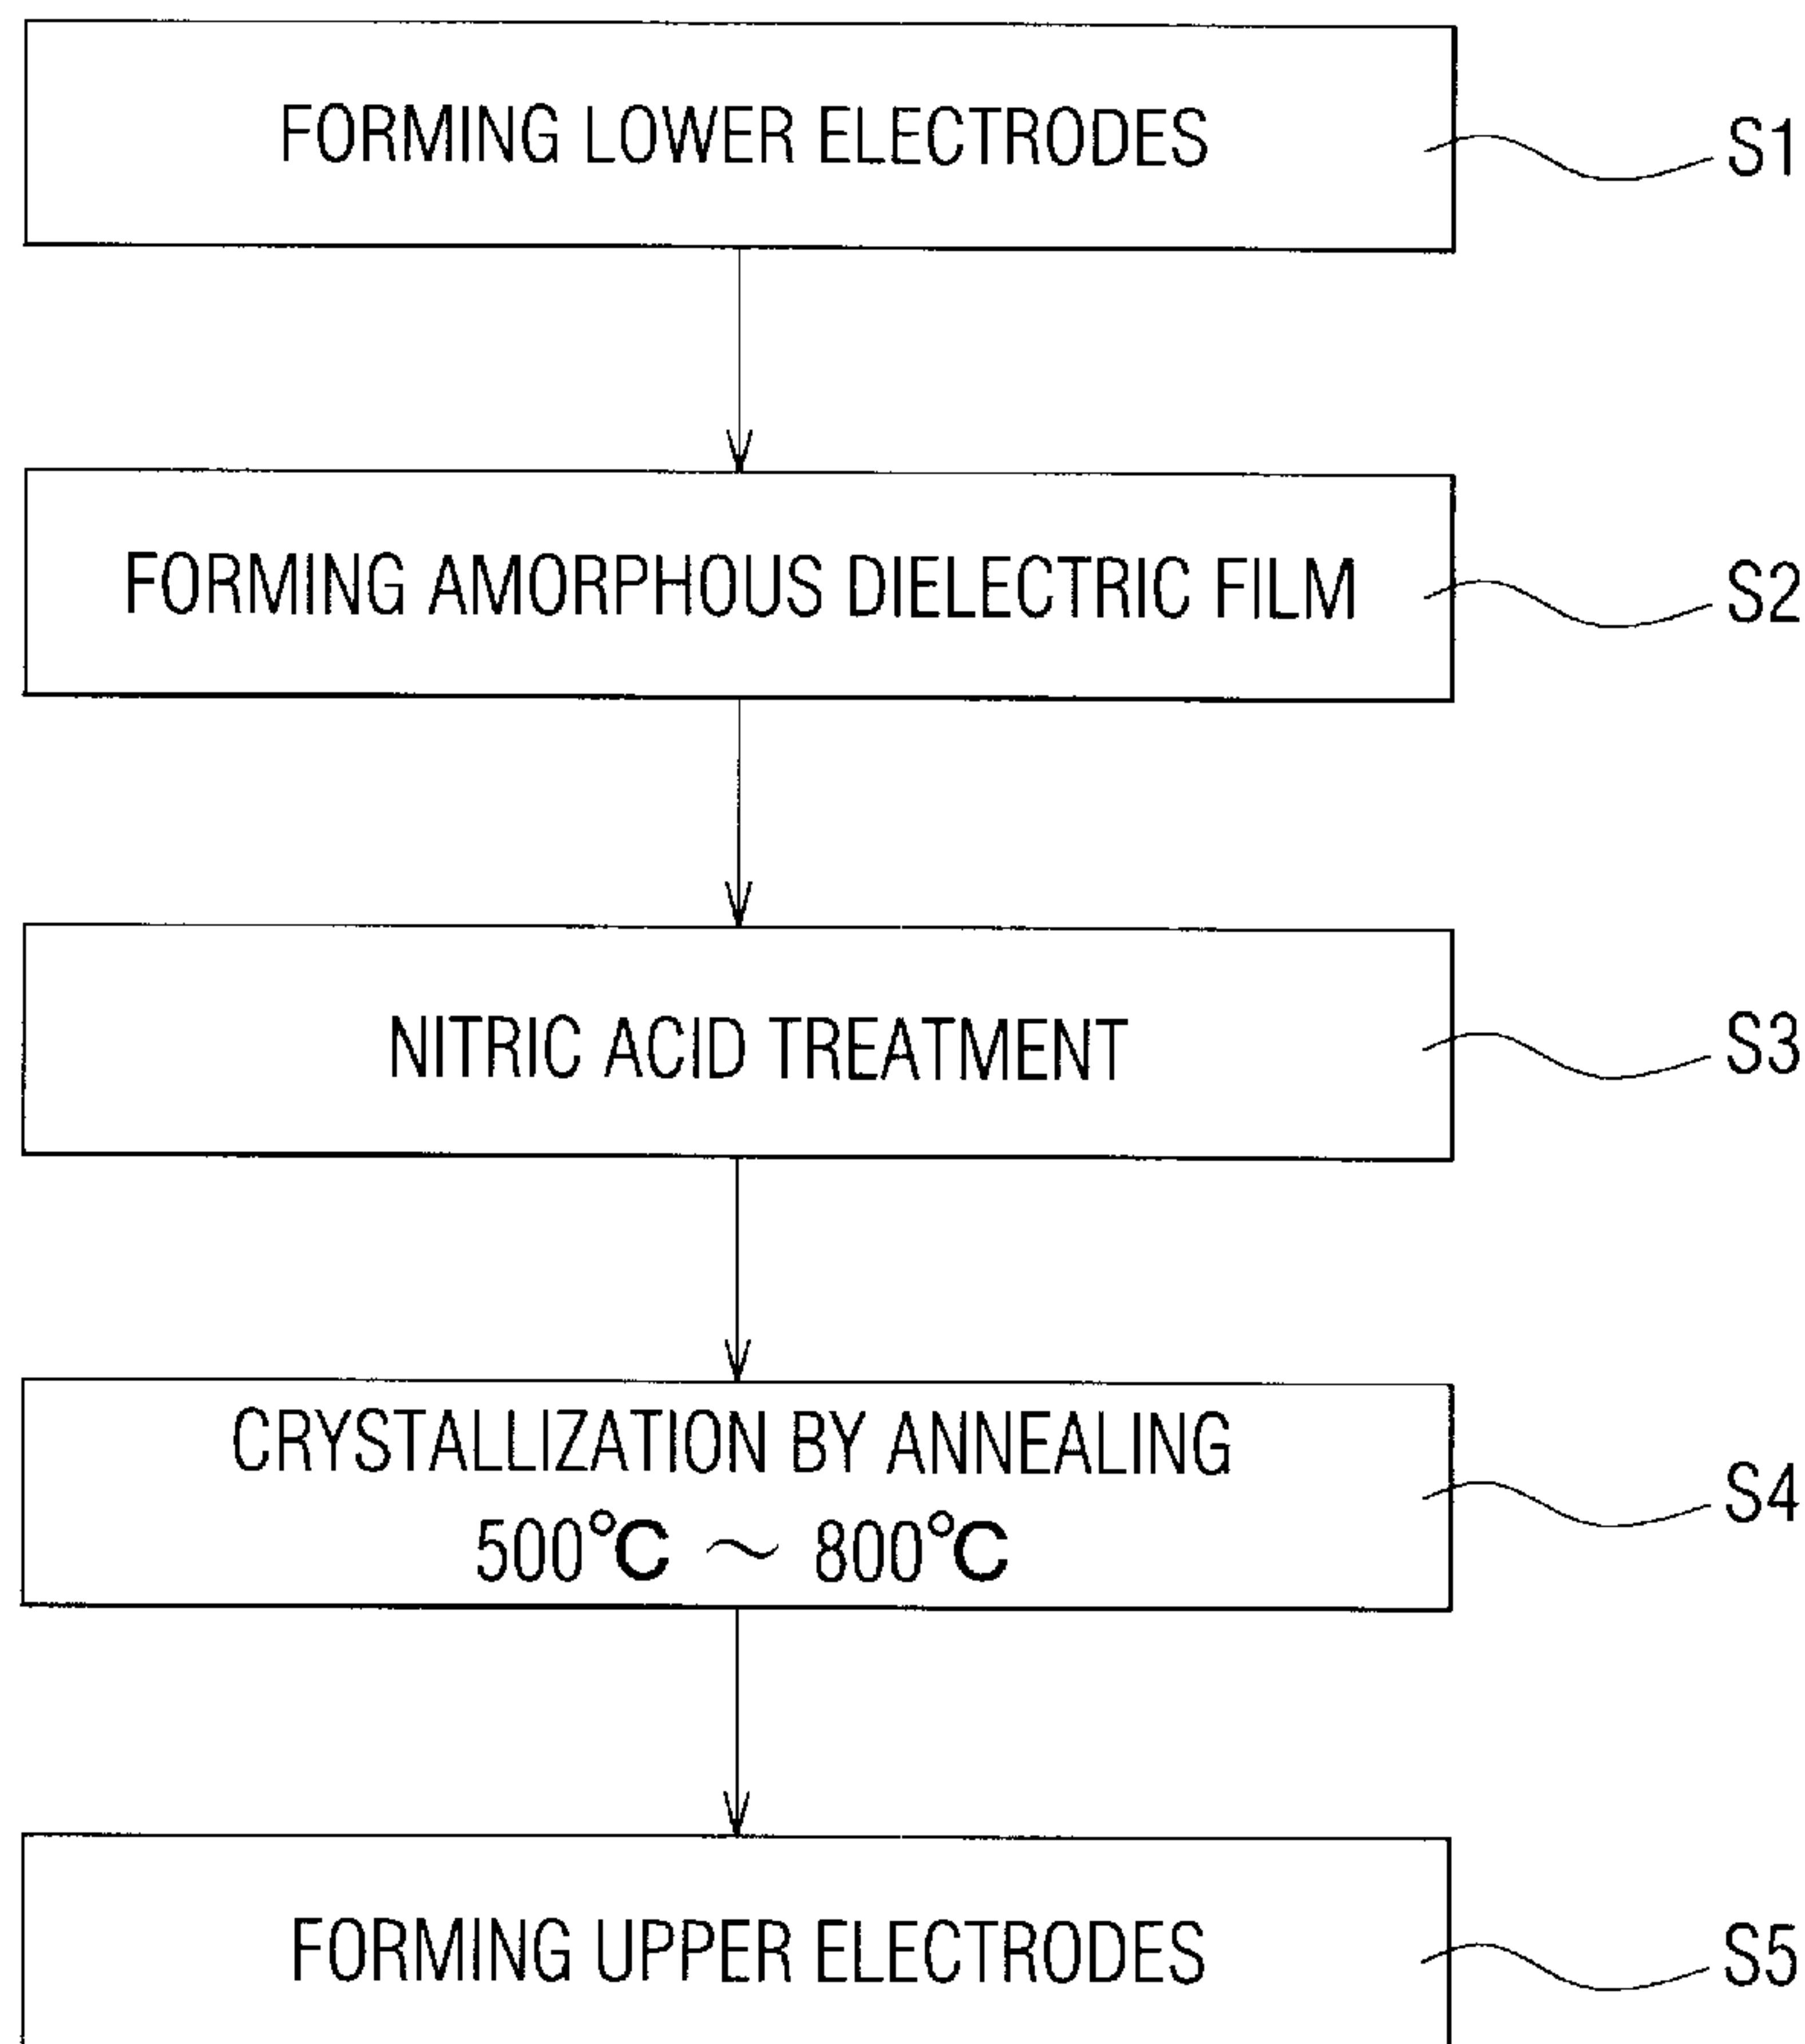 FORMING LOWER ELECTRODES
S1
FORMING AMORPHOUS DIELECTRIC FILM
S2
NITRIC ACID TREATMENT
S3
CRYSTALLIZATION BY ANNEALING
500℃ ~ 800℃
S4
FORMING UPPER ELECTRODES
S5